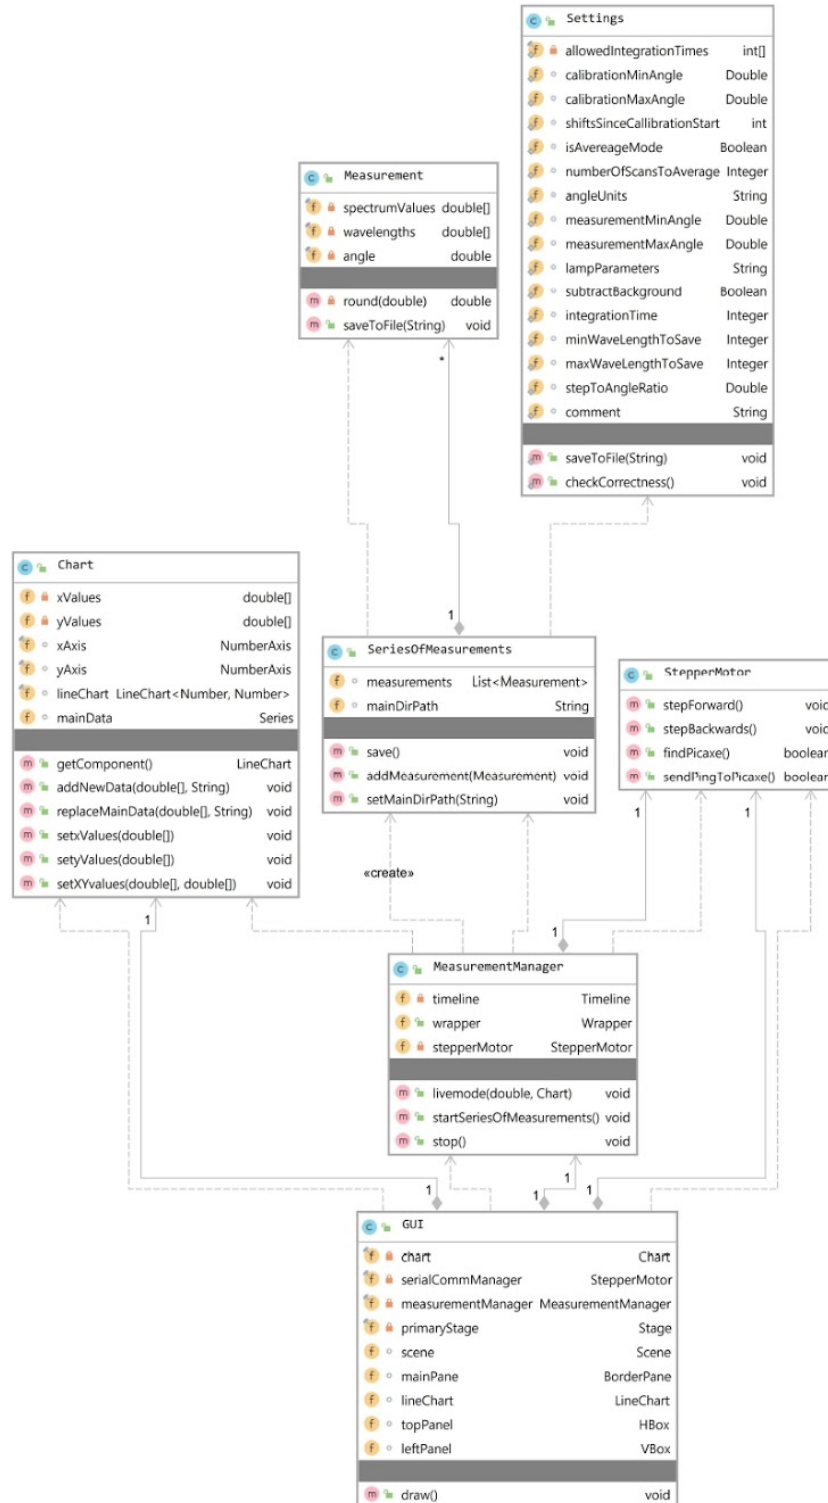 Settings
allowedIntegrationTimes int[]
calibrationMinAngle Double
calibrationMaxAngle Double
shiftsSinceCallibrationStart int
isAvereageMode Boolean
numberOfScansToAverage Integer
angleUnits String
measurementMinAngle Double
measurementMaxAngle Double
lampParameters String
subtractBackground Boolean
integrationTime Integer
minWaveLengthToSave Integer
maxWaveLengthToSave Integer
stepToAngleRatio Double
comment String
saveToFile(String) void
checkCorrectness() void
Measurement
spectrumValues double[]
wavelengths double[]
angle double
round(double) double
saveToFile(String) void
*
1
Chart
xValues double[]
yValues double[]
xAxis NumberAxis
yAxis NumberAxis
lineChart LineChart<Number, Number>
mainData Series
getComponent() LineChart
addNewData(double[], String) void
replaceMainData(double[], String) void
setxValues(double[]) void
setyValues(double[]) void
setXYvalues(double[], double[]) void
SeriesOfMeasurements
measurements List<Measurement>
mainDirPath String
save() void
addMeasurement(Measurement) void
setMainDirPath(String) void
StepperMotor
stepForward() void
stepBackwards() void
findPicaxe() boolean
sendPingToPicaxe() boolean
1 1
«create»
1 1
MeasurementManager
timeline Timeline
wrapper Wrapper
stepperMotor StepperMotor
livemode(double, Chart) void
startSeriesOfMeasurements() void
stop() void
1 1 1 1
GUI
chart Chart
serialCommManager StepperMotor
measurementManager MeasurementManager
primaryStage Stage
scene Scene
mainPane BorderPane
lineChart LineChart
topPanel HBox
leftPanel VBox
draw() void